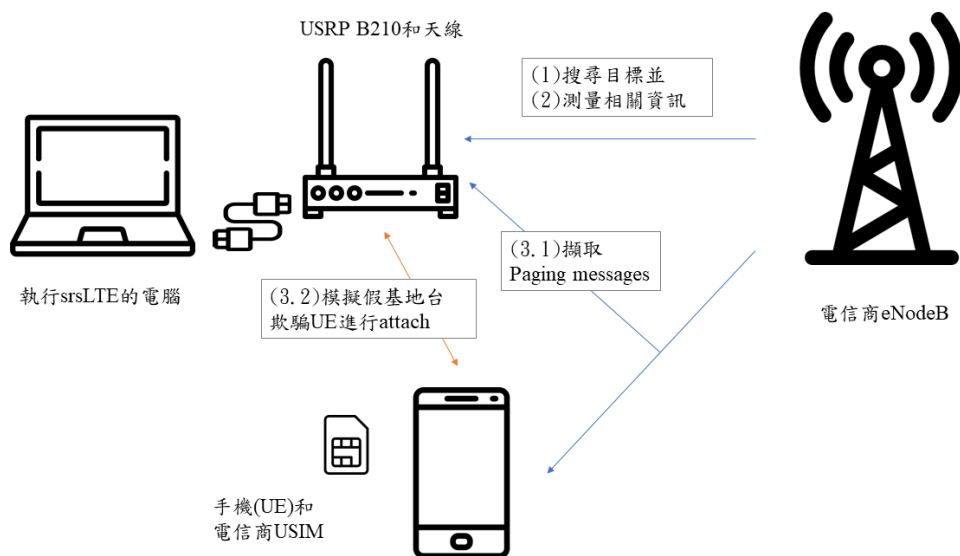 USRP B210和天線
(1)搜尋目標並
(2)測量相關資訊
(3.1)擷取
Paging messages
執行srsLTE的電腦
(3.2)模擬假基地台
欺騙UE進行attach
電信商eNodeB
手機(UE)和
電信商USIM